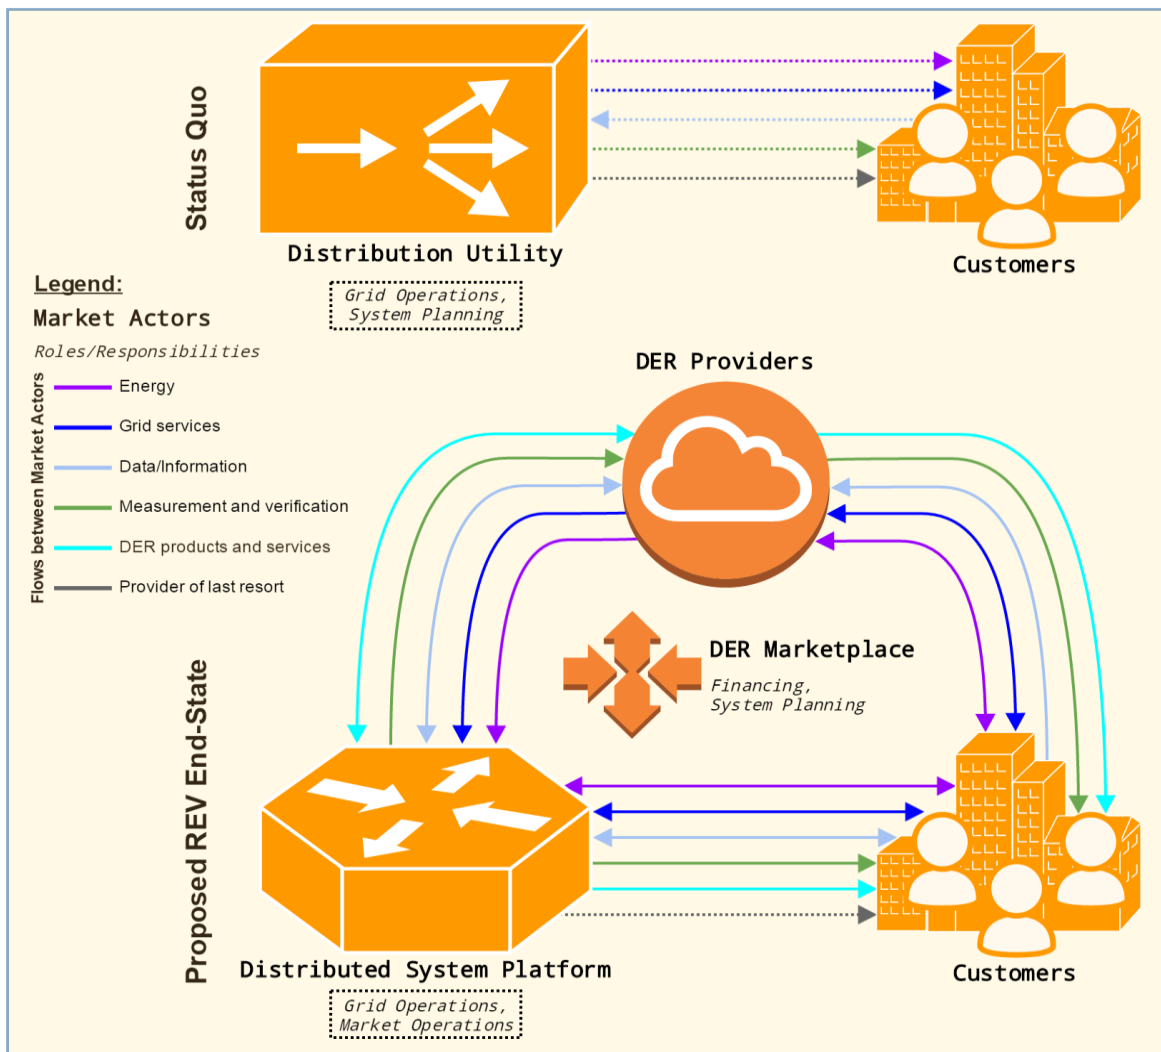 Status Quo
Distribution Utility
Grid Operations,
System Planning
Customers
Legend:
Market Actors
Roles/Responsibilities
Flows between Market Actors
Energy
Grid services
Data/Information
Measurement and verification
DER products and services
Provider of last resort
DER Providers
DER Marketplace
Financing,
System Planning
Proposed REV End-State
Distributed System Platform
Grid Operations,
Market Operations
Customers